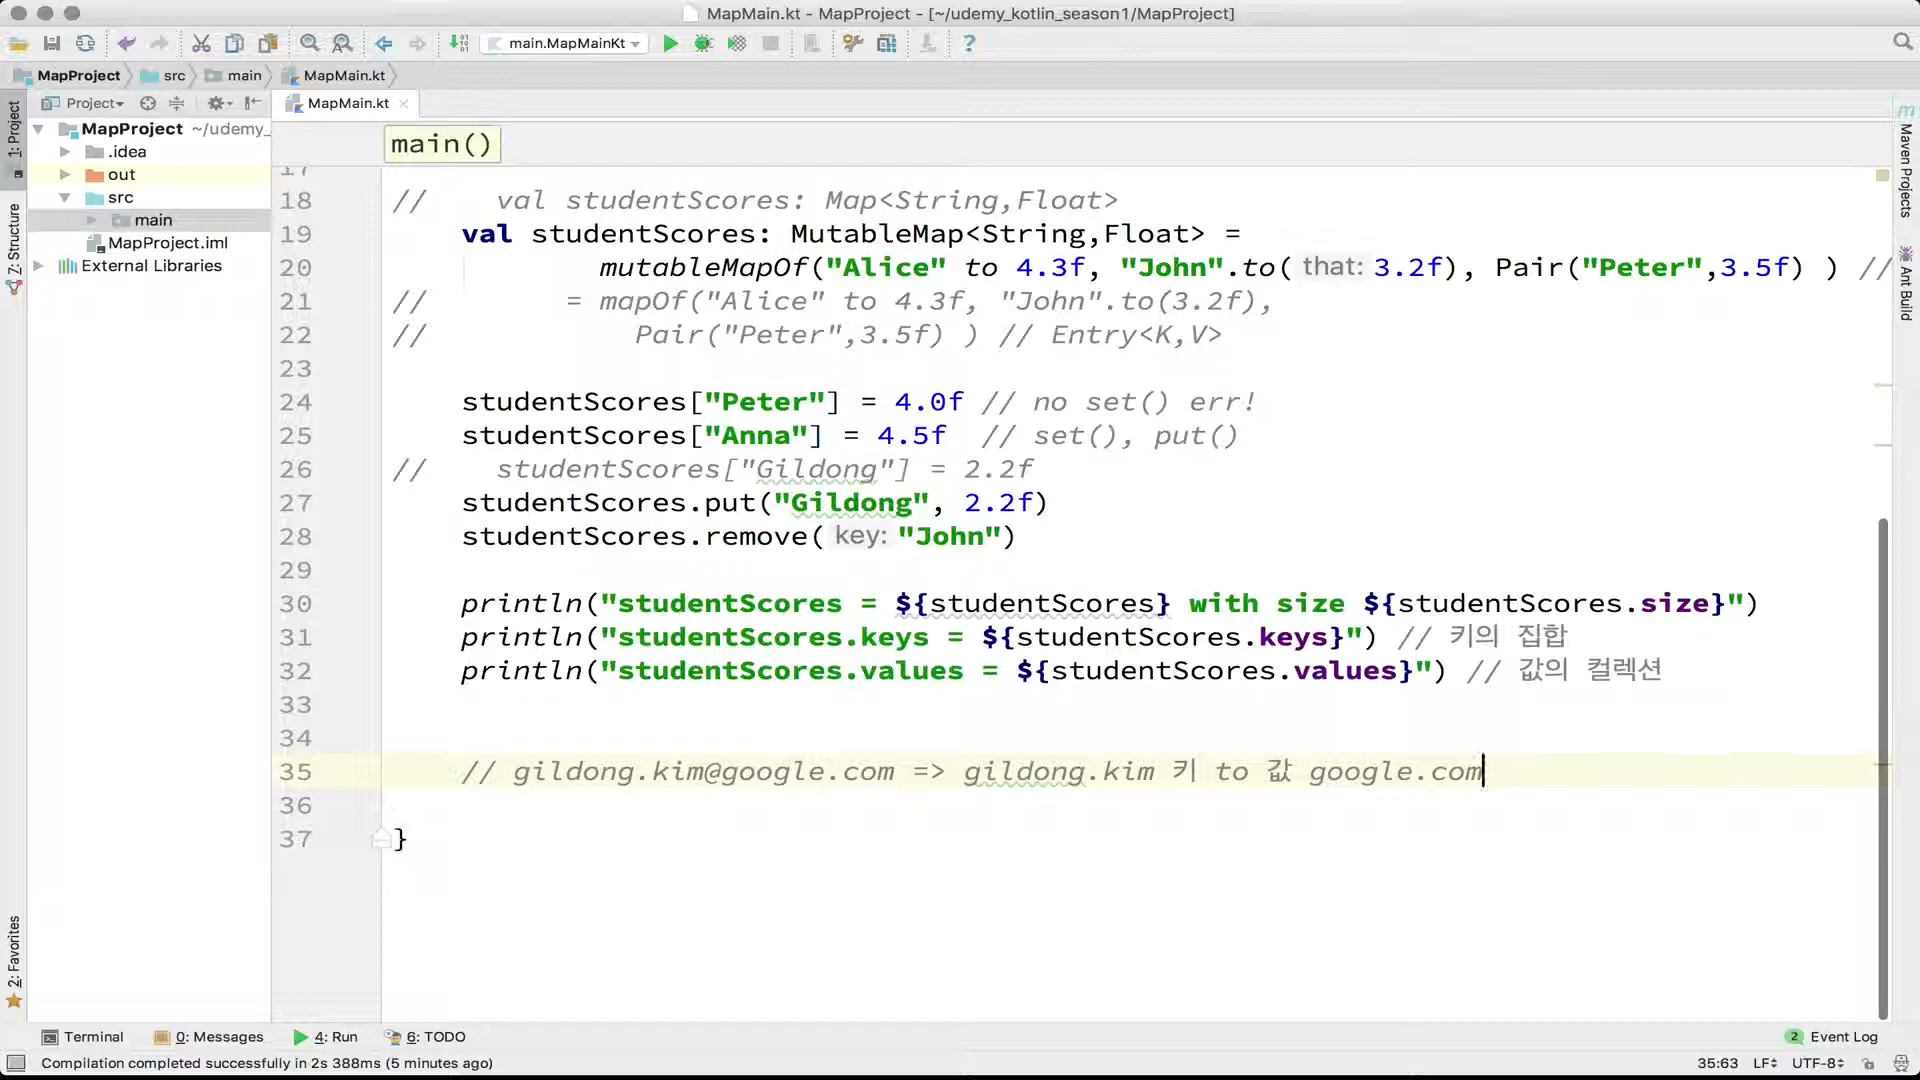 MapMain.kt - MapProject - [~/udemy_kotlin_season1/MapProject]
main.MapMainKt
MapProject src main MapMain.kt
Project MapMain.kt
MapProject ~/udemy_
.idea
out
src
main
MapProject.iml
External Libraries
1: Project
7: Structure
2: Favorites
Maven Projects
Ant Build
main()
17
18 // val studentScores: Map<String,Float>
19 val studentScores: MutableMap<String,Float> =
20 mutableMapOf("Alice" to 4.3f, "John".to( that: 3.2f), Pair("Peter",3.5f) ) //
21 // = mapOf("Alice" to 4.3f, "John".to(3.2f),
22 // Pair("Peter",3.5f) ) // Entry<K,V>
23
24 studentScores["Peter"] = 4.0f // no set() err!
25 studentScores["Anna"] = 4.5f // set(), put()
26 // studentScores["Gildong"] = 2.2f
27 studentScores.put("Gildong", 2.2f)
28 studentScores.remove( key: "John")
29
30 println("studentScores = ${studentScores} with size ${studentScores.size}")
31 println("studentScores.keys = ${studentScores.keys}") // 키의 집합
32 println("studentScores.values = ${studentScores.values}") // 값의 컬렉션
33
34
35 // gildong.kim@google.com => gildong.kim 키 to 값 google.com
36
37 }
Terminal 0: Messages 4: Run 6: TODO 2 Event Log
Compilation completed successfully in 2s 388ms (5 minutes ago) 35:63 LF UTF-8